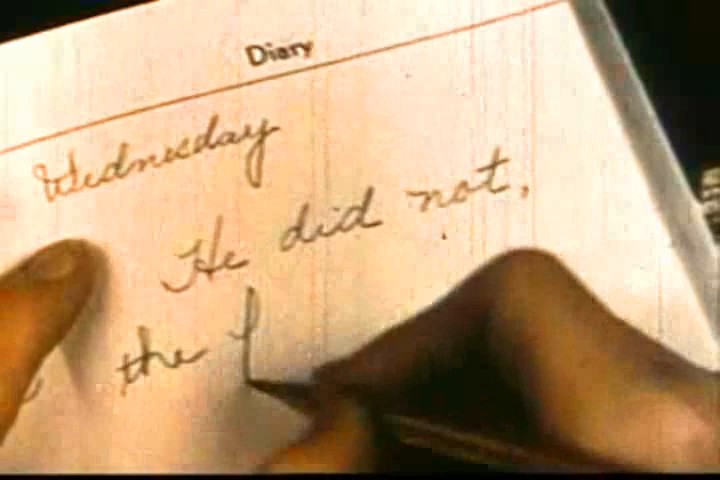 Diary
Wednesday
He did not,
the